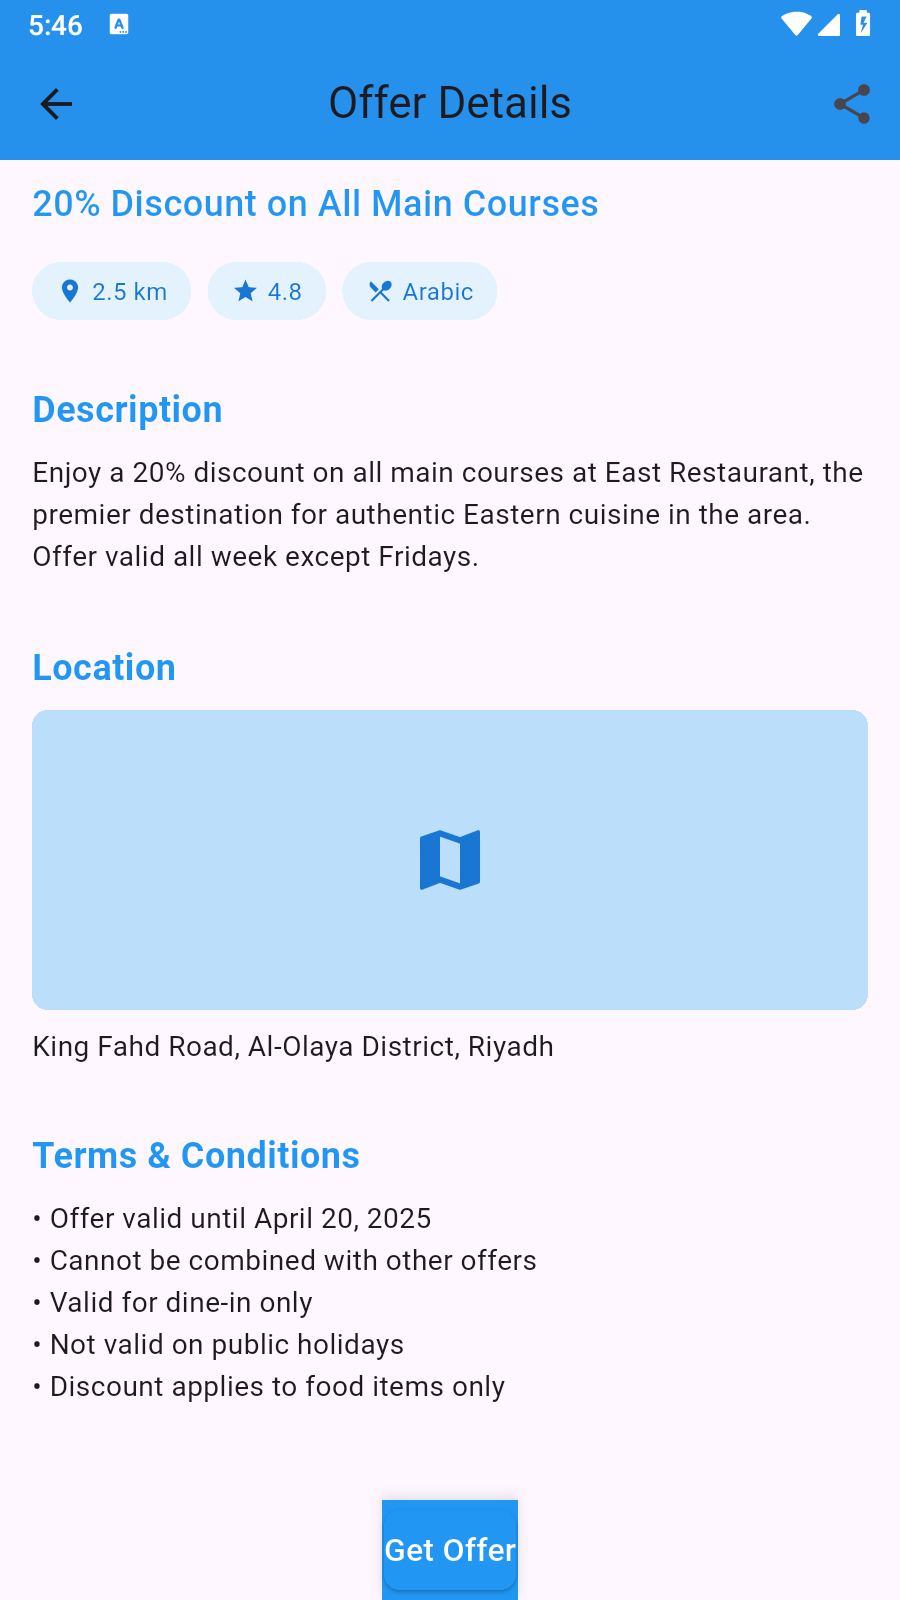 5:46
A
Offer Details
20% Discount on All Main Courses
2.5 km
4.8
Arabic
Description
Enjoy a 20% discount on all main courses at East Restaurant, the
premier destination for authentic Eastern cuisine in the area.
Offer valid all week except Fridays.
Location
King Fahd Road, Al-Olaya District, Riyadh
Terms & Conditions
• Offer valid until April 20, 2025
• Cannot be combined with other offers
• Valid for dine-in only
• Not valid on public holidays
• Discount applies to food items only
Get Offer